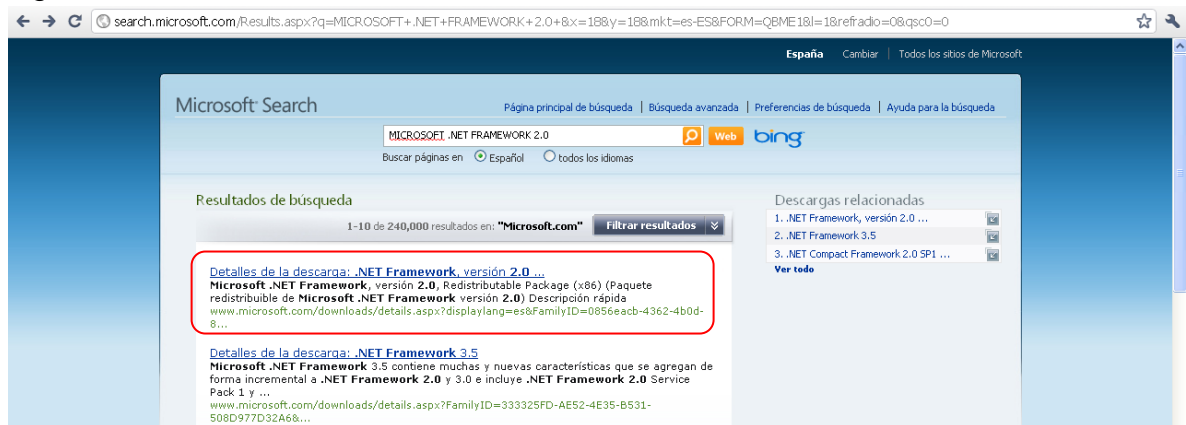 search.microsoft.com/Results.aspx?q=MICROSOFT+.NET+FRAMEWORK+2.0+&x=18&y=18&mkt=es-ES&FORM=QBME1&l=1&refradio=0&qsc0=0
España Cambiar | Todos los sitios de Microsoft
Microsoft Search
Página principal de búsqueda | Búsqueda avanzada | Preferencias de búsqueda | Ayuda para la búsqueda
MICROSOFT .NET FRAMEWORK 2.0 Web bing
Buscar páginas en Español todos los idiomas
Resultados de búsqueda
1-10 de 240,000 resultados en: "Microsoft.com" Filtrar resultados
Detalles de la descarga: .NET Framework, versión 2.0 ...
Microsoft .NET Framework, versión 2.0, Redistributable Package (x86) (Paquete
redistribuible de Microsoft .NET Framework versión 2.0) Descripción rápida
www.microsoft.com/downloads/details.aspx?displaylang=es&FamilyID=0856eacb-4362-4b0d-
8...
Detalles de la descarga: .NET Framework 3.5
Microsoft .NET Framework 3.5 contiene muchas y nuevas características que se agregan de
forma incremental a .NET Framework 2.0 y 3.0 e incluye .NET Framework 2.0 Service
Pack 1 y ...
www.microsoft.com/downloads/details.aspx?FamilyID=333325FD-AE52-4E35-B531-
508D977D32A6&...
Descargas relacionadas
1. .NET Framework, versión 2.0 ...
2. .NET Framework 3.5
3. .NET Compact Framework 2.0 SP1 ...
Ver todo